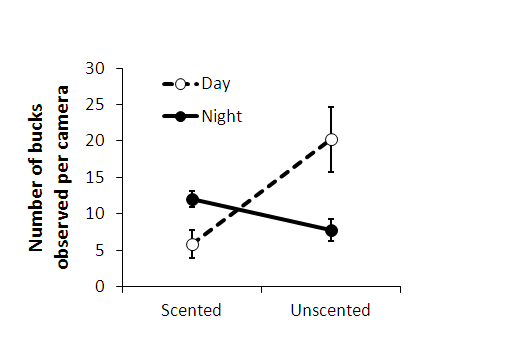 Number of bucks
observed per camera
30
25
20
15
10
5
0
Day
Night
Scented
Unscented